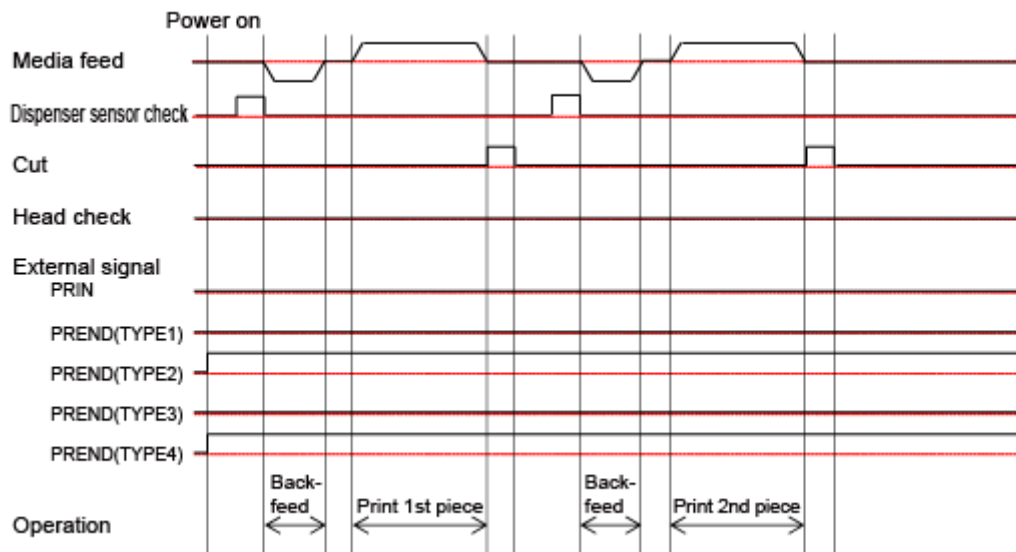 Power on
Media feed
Dispenser sensor check
Cut
Head check
External signal
PRIN
PREND(TYPE1)
PREND(TYPE2)
PREND(TYPE3)
PREND(TYPE4)
Operation
Back-
feed
Print 1st piece
Back-
feed
Print 2nd piece